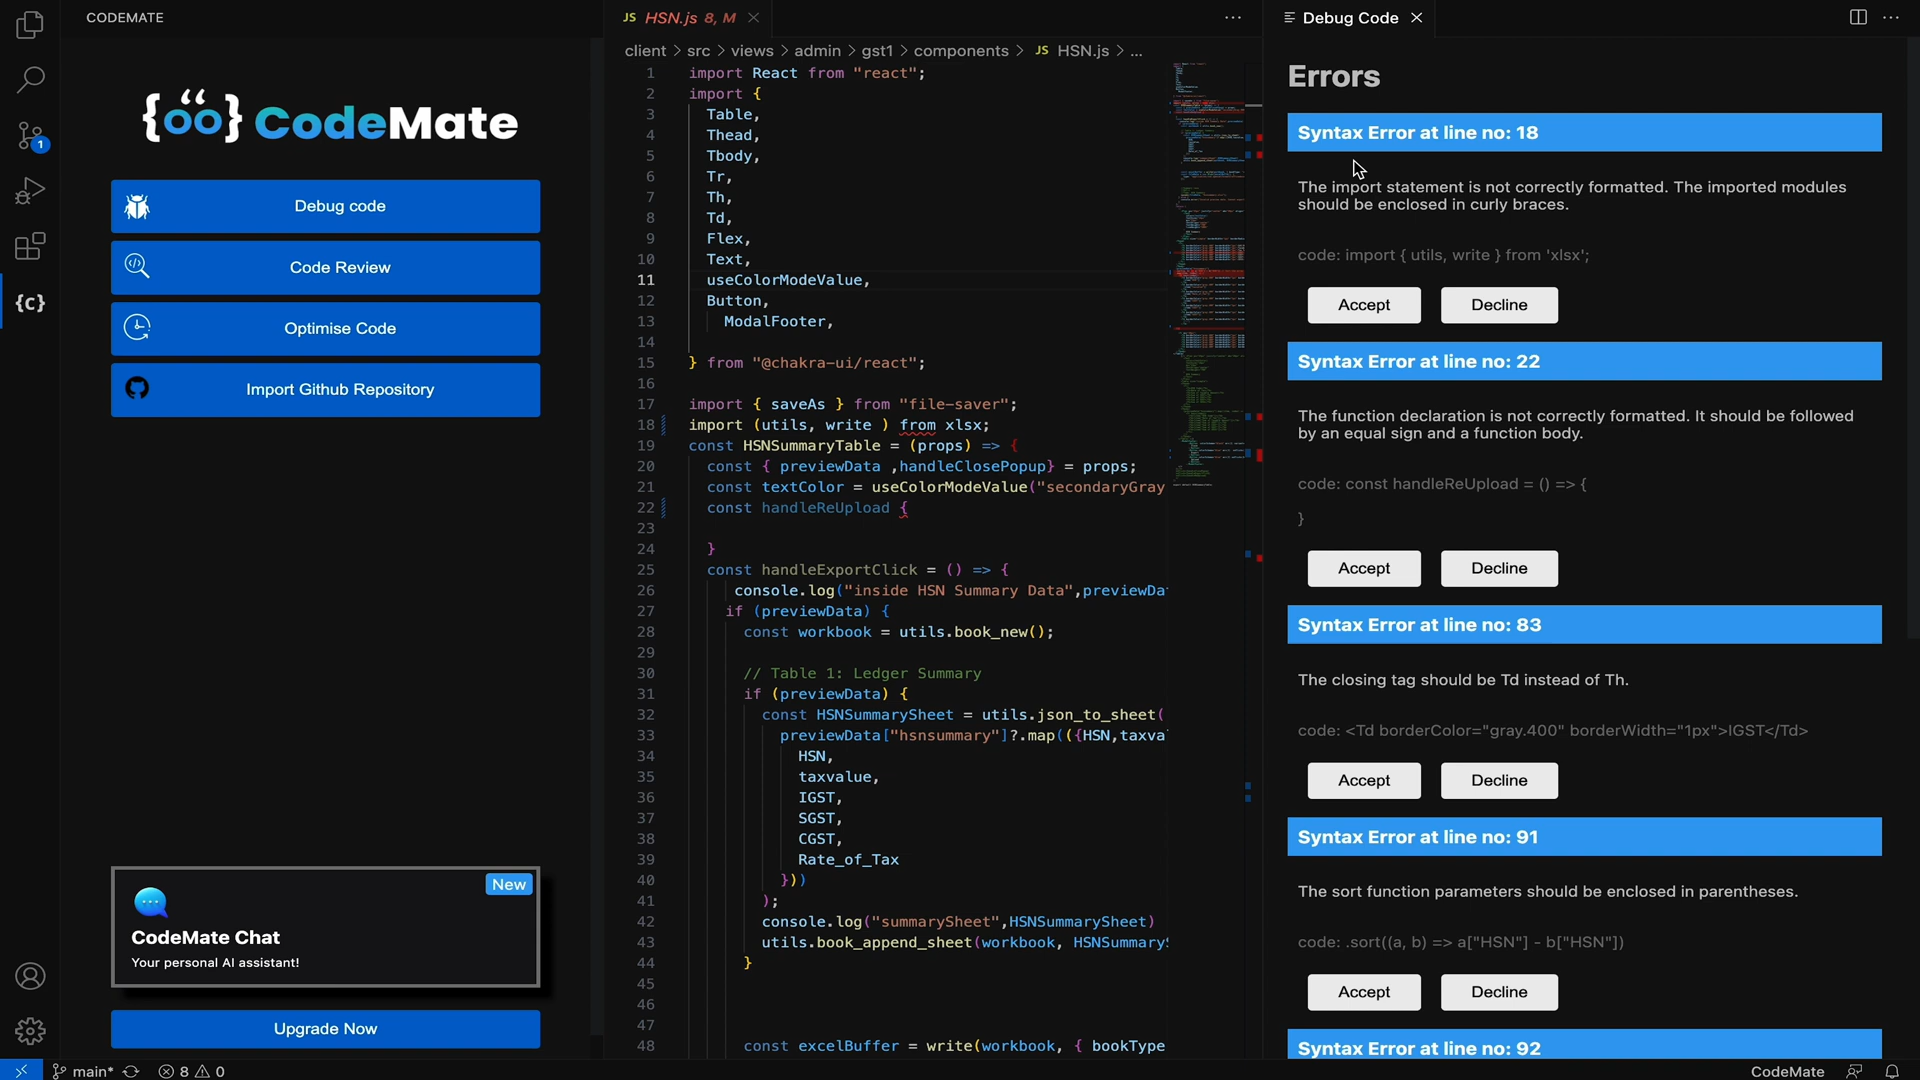 CODEMATE
{oo} CodeMate
Debug code
Code Review
Optimise Code
Import Github Repository
New
CodeMate Chat
Your personal AI assistant!
Upgrade Now
1
{c}
JS HSN.js 8, M
client > src > views > admin > gst1 > components > JS HSN.js > ...
1 import React from "react";
2 import {
3 Table,
4 Thead,
5 Tbody,
6 Tr,
7 Th,
8 Td,
9 Flex,
10 Text,
11 useColorModeValue,
12 Button,
13 ModalFooter,
14
15 } from "@chakra-ui/react";
16
17 import { saveAs } from "file-saver";
18 import (utils, write ) from xlsx;
19 const HSNSummaryTable = (props) => {
20 const { previewData ,handleClosePopup} = props;
21 const textColor = useColorModeValue("secondaryGray
22 const handleReUpload {
23
24 }
25 const handleExportClick = () => {
26 console.log("inside HSN Summary Data",previewDa
27 if (previewData) {
28 const workbook = utils.book_new();
29
30 // Table 1: Ledger Summary
31 if (previewData) {
32 const HSNSummarySheet = utils.json_to_sheet(
33 previewData["hsnsummary"]?.map(({HSN,taxva
34 HSN,
35 taxvalue,
36 IGST,
37 SGST,
38 CGST,
39 Rate_of_Tax
40 }))
41 );
42 console.log("summarySheet",HSNSummarySheet)
43 utils.book_append_sheet(workbook, HSNSummary
44 }
45
46
47
48 const excelBuffer = write(workbook, { bookType
Debug Code
Errors
Syntax Error at line no: 18
The import statement is not correctly formatted. The imported modules
should be enclosed in curly braces.
code: import { utils, write } from 'xlsx';
Accept Decline
Syntax Error at line no: 22
The function declaration is not correctly formatted. It should be followed
by an equal sign and a function body.
code: const handleReUpload = () => {
}
Accept Decline
Syntax Error at line no: 83
The closing tag should be Td instead of Th.
code: <Td borderColor="gray.400" borderWidth="1px">IGST</Td>
Accept Decline
Syntax Error at line no: 91
The sort function parameters should be enclosed in parentheses.
code: .sort((a, b) => a["HSN"] - b["HSN"])
Accept Decline
Syntax Error at line no: 92
main* 8 0
CodeMate